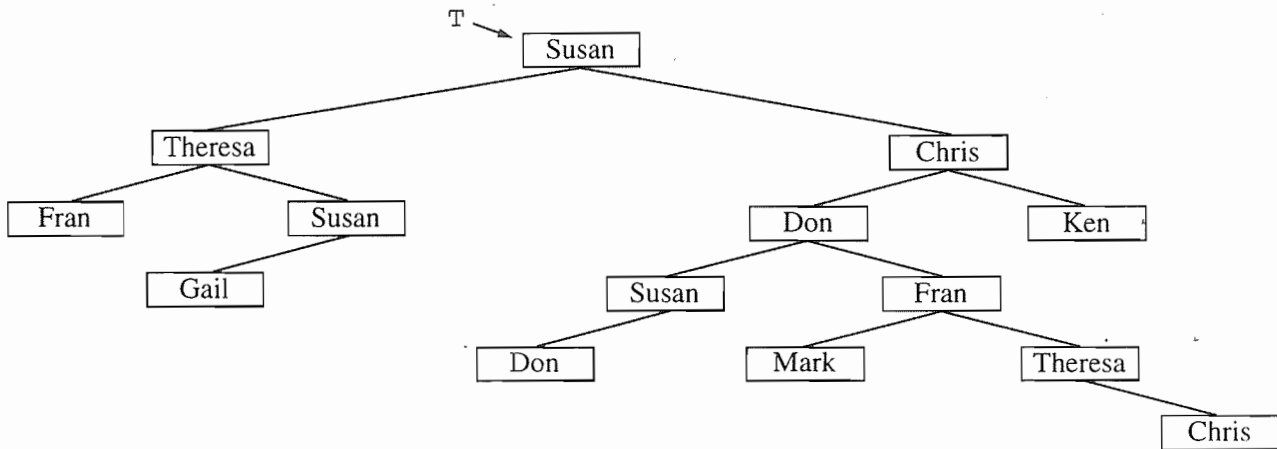 T
Susan
Theresa
Chris
Fran
Susan
Don
Ken
Gail
Susan
Fran
Don
Mark
Theresa
Chris